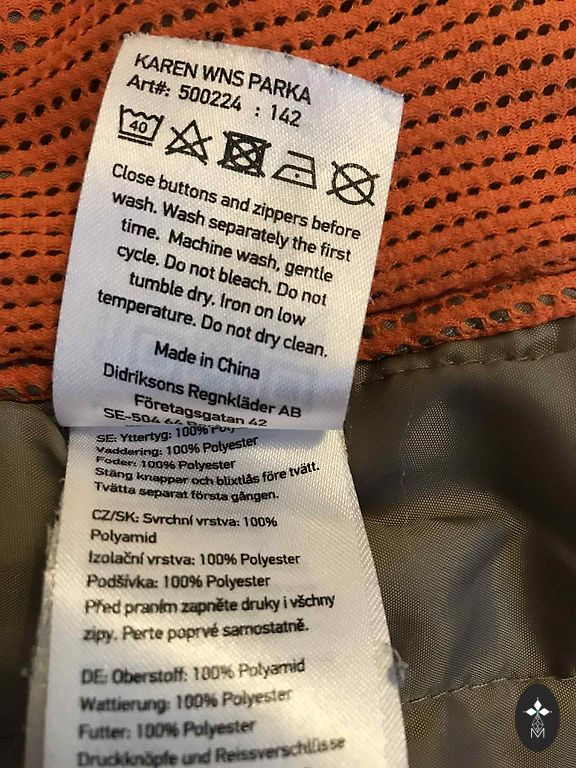 KAREN WNS PARKA
Art#: 500224 : 142
40
Close buttons and zippers before
wash. Wash separately the first
time. Machine wash, gentle
cycle. Do not bleach. Do not
tumble dry. Iron on low
temperature. Do not dry clean.
Made in China
Didriksons Regnkläder AB
Företagsgatan 42
SE-504
SE: Yttertyg: 100%
Vaddering: 100% Polyester
Foder: 100% Polyester
Stäng knappar och blixtlås före tvätt.
Tvätta separat första gången.
CZ/SK: Svrchní vrstva: 100%
Polyamid
Izolační vrstva: 100% Polyester
Podšívka: 100% Polyester
Před praním zapněte druky i všchny
zipy. Perte poprvé samostatně.
DE: Oberstoff: 100% Polyamid
Wattierung: 100% Polyester
Futter: 100% Polyester
Druckknöpfe und Reissverschlüsse